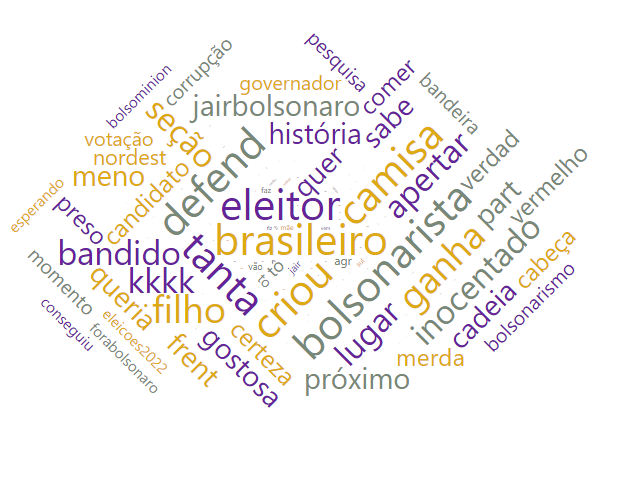 pesquisa
corrupção
bolsominion
governador
comer
bandeira
jairbolsonaro
seção
sabe
história
votação
nordest
defend
camisa
apertar
verdad
quer
meno
candidato
faz
eleitor
part
vermelho
esperando
preso
mãe
brasileiro
bolsonarista
bandido
tanta
vão
to
to
jair
agr
ganha
inocentado
cabeça
momento
kkkk
queria
criou
cadeia
bolsonarismo
conseguiu
filho
lugar
forabolsonaro
eleicoes2022
frent
certeza
gostosa
merda
próximo